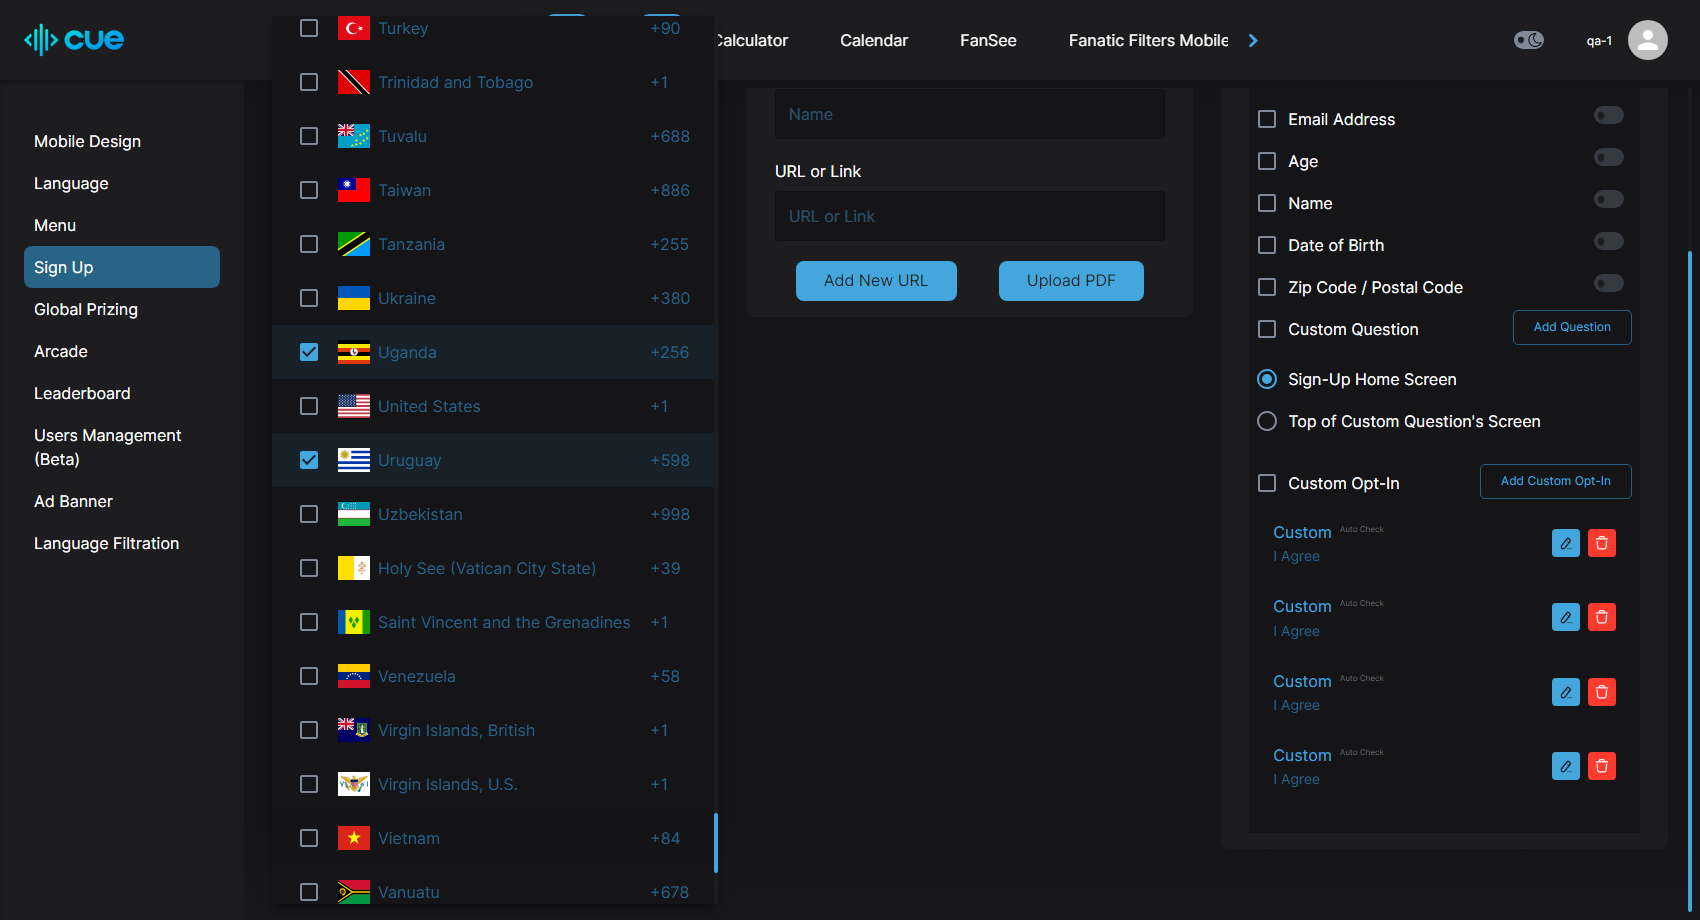 cue
Calculator
Calendar
FanSee
Fanatic Filters Mobile
qa-1
Mobile Design
Language
Menu
Sign Up
Global Prizing
Arcade
Leaderboard
Users Management
(Beta)
Ad Banner
Language Filtration
Turkey +90
Trinidad and Tobago +1
Tuvalu +688
Taiwan +886
Tanzania +255
Ukraine +380
Uganda +256
United States +1
Uruguay +598
Uzbekistan +998
Holy See (Vatican City State) +39
Saint Vincent and the Grenadines +1
Venezuela +58
Virgin Islands, British +1
Virgin Islands, U.S. +1
Vietnam +84
Vanuatu +678
Name
URL or Link
URL or Link
Add New URL
Upload PDF
Email Address
Age
Name
Date of Birth
Zip Code / Postal Code
Custom Question
Add Question
Sign-Up Home Screen
Top of Custom Question's Screen
Custom Opt-In
Add Custom Opt-In
Custom Auto Check
I Agree
Custom Auto Check
I Agree
Custom Auto Check
I Agree
Custom Auto Check
I Agree